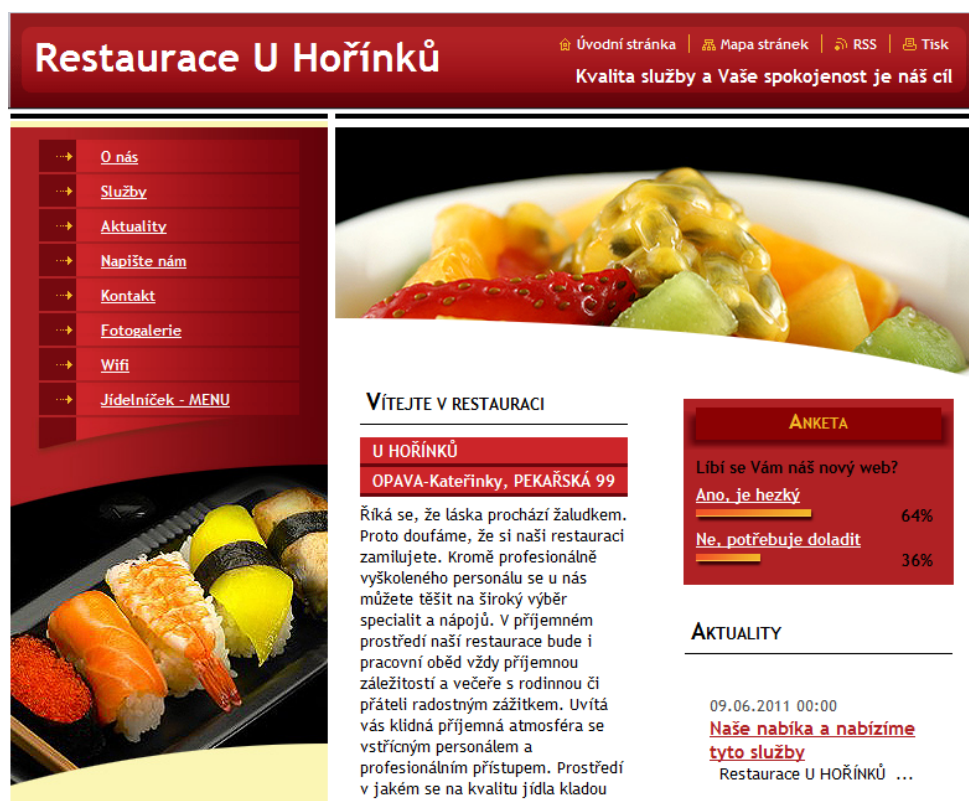 Restaurace U Hořínků
Úvodní stránka
Mapa stránek
RSS
Tisk
Kvalita služby a Vaše spokojenost je náš cíl
O nás
Služby
Aktuality
Napište nám
Kontakt
Fotogalerie
Wifi
Jídelníček - MENU
VÍTEJTE V RESTAURACI
U HOŘÍNKŮ
OPAVA-Kateřinky, PEKAŘSKÁ 99
Říká se, že láska prochází žaludkem.
Proto doufáme, že si naši restauraci
zamilujete. Kromě profesionálně
vyškoleného personálu se u nás
můžete těšit na široký výběr
specialit a nápojů. V příjemném
prostředí naší restaurace bude i
pracovní oběd vždy příjemnou
záležitostí a večeře s rodinnou či
přáteli radostným zážitkem. Uvítá
vás klidná příjemná atmosféra se
vstřícným personálem a
profesionálním přístupem. Prostředí
v jakém se na kvalitu jídla kladou
ANKETA
Líbí se Vám náš nový web?
Ano, je hezký
64%
Ne, potřebuje doladit
36%
AKTUALITY
09.06.2011 00:00
Naše nabíka a nabízíme
tyto služby
Restaurace U HOŘÍNKŮ ...